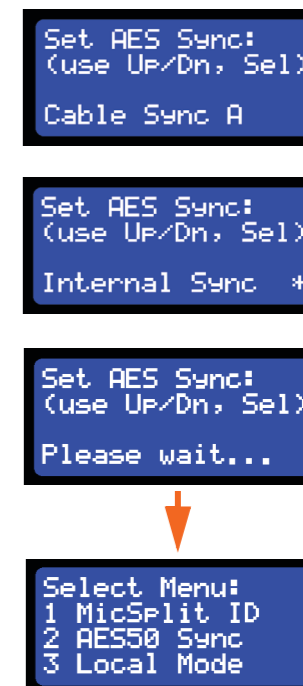 Set AES Sync:
(use Up/Dn, Sel)
Cable Sync A
Set AES Sync:
(use Up/Dn, Sel)
Internal Sync *
Set AES Sync:
(use Up/Dn, Sel)
Please wait...
Select Menu:
1 MicSplit ID
2 AES50 Sync
3 Local Mode